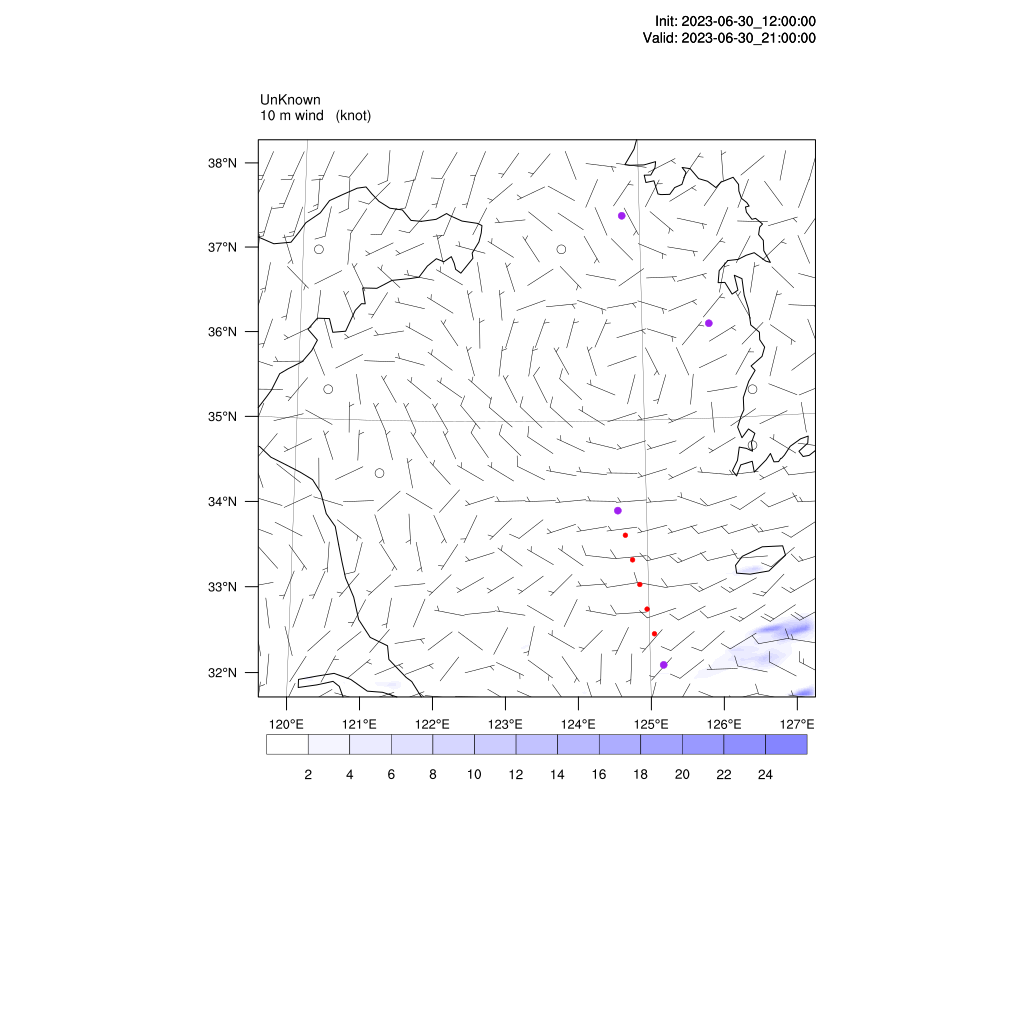 Init: 2023-06-30_12:00:00
Valid: 2023-06-30_21:00:00
UnKnown
10 m wind (knot)
38°N
37°N
36°N
35°N
34°N
33°N
32°N
120°E 121°E 122°E 123°E 124°E 125°E 126°E 127°E
2 4 6 8 10 12 14 16 18 20 22 24